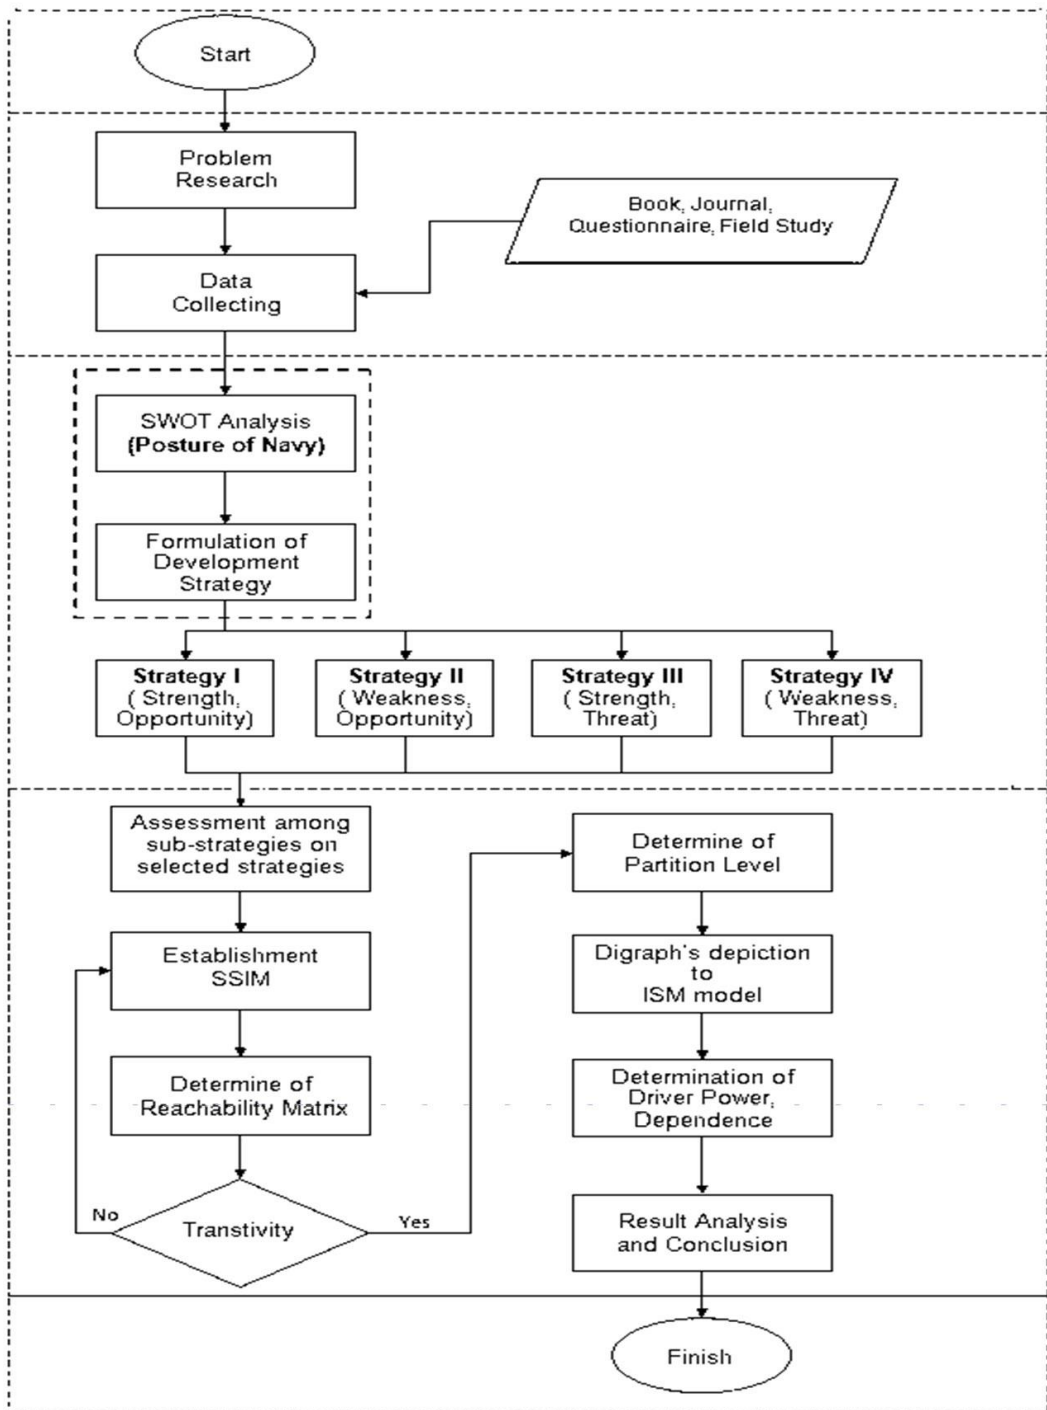 Start
Problem
Research
Book, Journal,
Questionnaire, Field Study
Data
Collecting
SWOT Analysis
(Posture of Navy)
Formulation of
Development
Strategy
Strategy I
( Strength,
Opportunity)
Strategy II
( Weakness,
Opportunity)
Strategy III
( Strength,
Threat)
Strategy IV
( Weakness,
Threat)
Assessment among
sub-strategies on
selected strategies
Establishment
SSIM
Determine of
Reachability Matrix
No
Transtivity
Yes
Determine of
Partition Level
Digraph's depiction
to
ISM model
Determination of
Driver Power,
Dependence
Result Analysis
and Conclusion
Finish